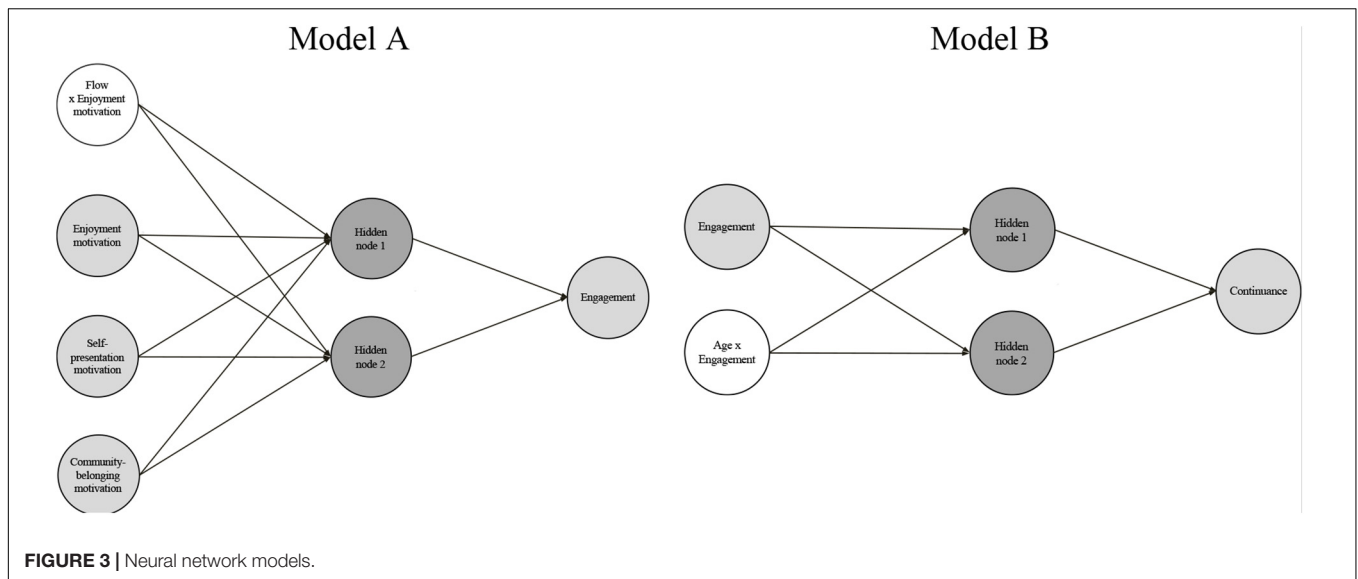 Model A
Flow
x Enjoyment
motivation
Enjoyment
motivation
Self-
presentation
motivation
Community-
belonging
motivation
Hidden
node 1
Hidden
node 2
Engagement
Model B
Engagement
Age x
Engagement
Hidden
node 1
Hidden
node 2
Continuance
FIGURE 3 | Neural network models.